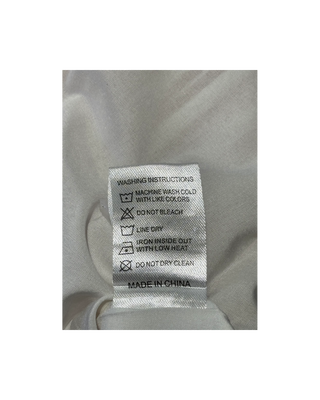 WASHING INSTRUCTIONS
MACHINE WASH COLD
WITH LIKE COLORS
DO NOT BLEACH
LINE DRY
IRON INSIDE OUT
WITH LOW HEAT
DO NOT DRY CLEAN
MADE IN CHINA